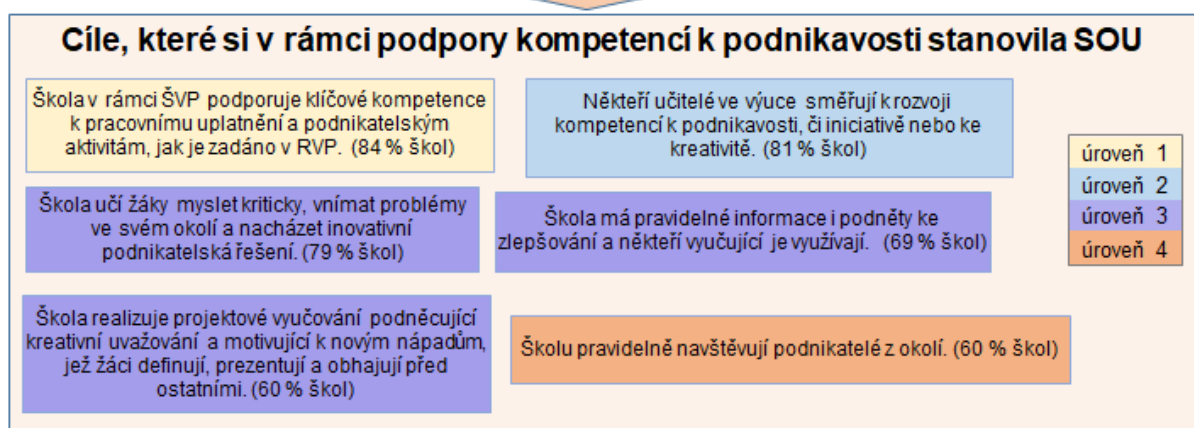 Cíle, které si v rámci podpory kompetencí k podnikavosti stanovila SOU
Škola v rámci ŠVP podporuje klíčové kompetence
k pracovnímu uplatnění a podnikatelským
aktivitám, jak je zadáno v RVP. (84 % škol)
Někteří učitelé ve výuce směřují k rozvoji
kompetencí k podnikavosti, či iniciativě nebo ke
kreativitě. (81 % škol)
úroveň 1
úroveň 2
úroveň 3
úroveň 4
Škola učí žáky myslet kriticky, vnímat problémy
ve svém okolí a nacházet inovativní
podnikatelská řešení. (79 % škol)
Škola má pravidelné informace i podněty ke
zlepšování a někteří vyučující je využívají. (69 % škol)
Škola realizuje projektové vyučování podněcující
kreativní uvažování a motivující k novým nápadům,
jež žáci definují, prezentují a obhajují před
ostatními. (60 % škol)
Školu pravidelně navštěvují podnikatelé z okolí. (60 % škol)